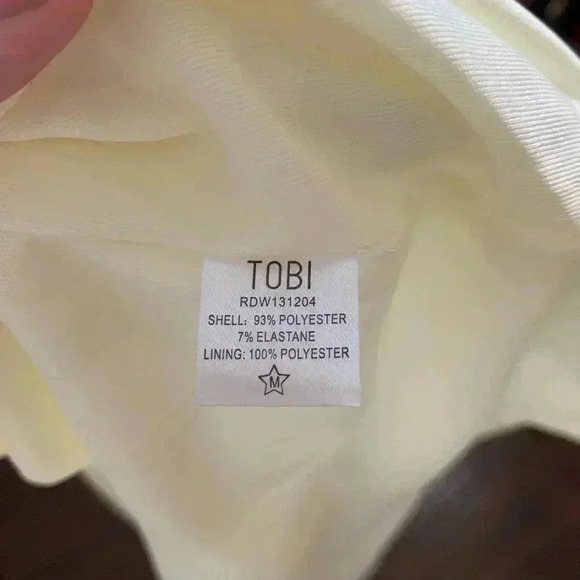 TOBI
RDW131204
SHELL: 93% POLYESTER
7% ELASTANE
LINING: 100% POLYESTER
M